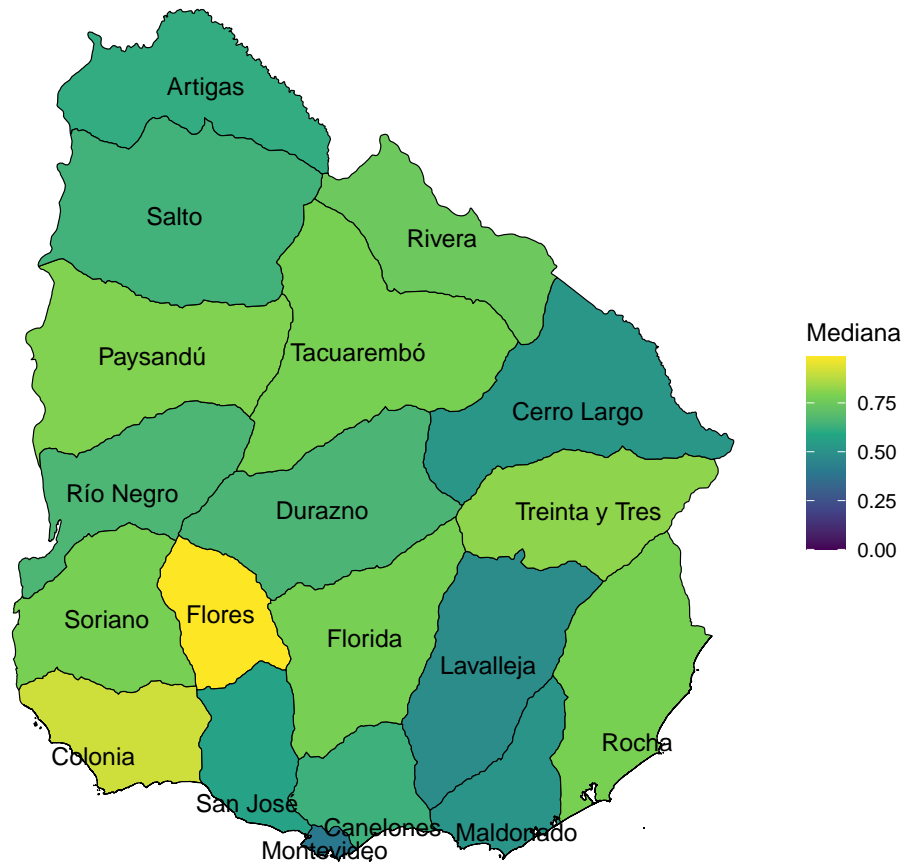 Artigas
Salto
Rivera
Paysandú
Tacuarembó
Cerro Largo
Río Negro
Durazno
Treinta y Tres
Soriano
Flores
Florida
Lavalleja
Colonia
Rocha
San José
Canelones
Maldonado
Montevideo
Mediana
0.75
0.50
0.25
0.00